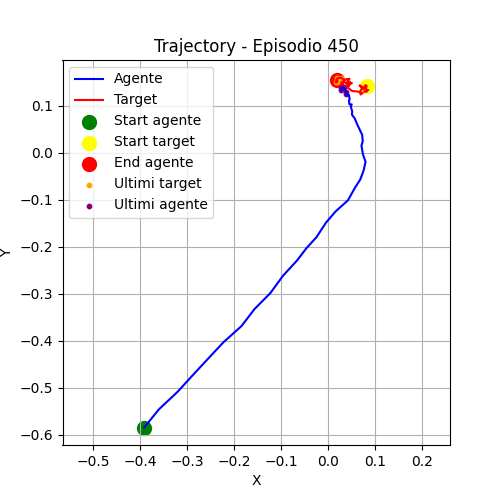 Trajectory - Episodio 450
Agente
Target
Start agente
Start target
End agente
Ultimi target
Ultimi agente
0.1
0.0
−0.1
−0.2
−0.3
−0.4
−0.5
−0.6
Y
−0.5
−0.4
−0.3
−0.2
−0.1
0.0
0.1
0.2
X